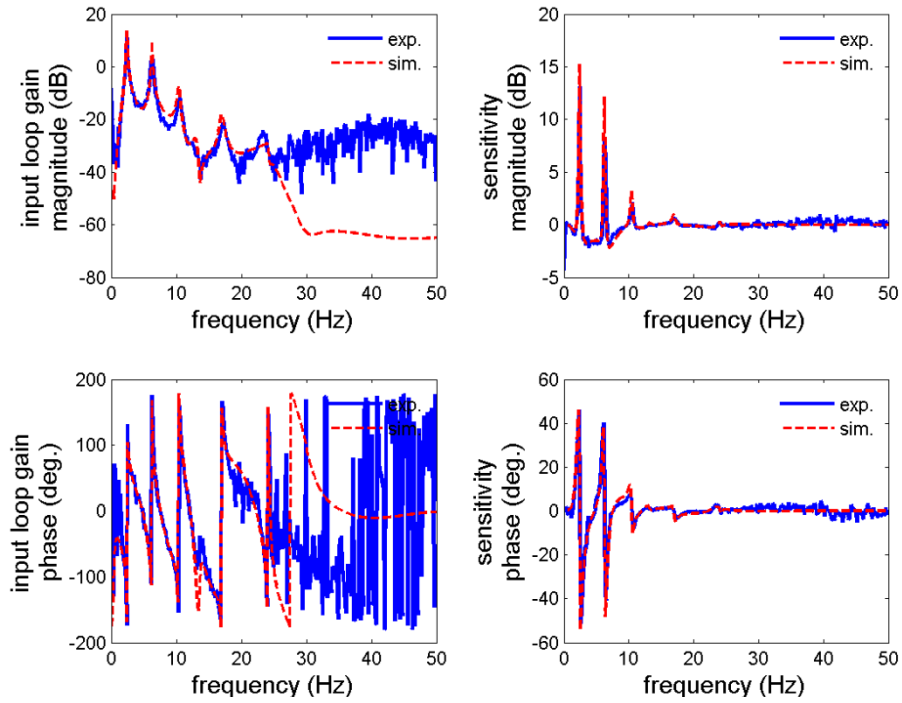 20
0
-20
-40
-60
-80
input loop gain
magnitude (dB)
exp.
sim.
0 10 20 30 40 50
frequency (Hz)
20
15
10
5
0
-5
sensitivity
magnitude (dB)
exp.
sim.
0 10 20 30 40 50
frequency (Hz)
200
100
0
-100
-200
input loop gain
phase (deg.)
exp.
sim.
0 10 20 30 40 50
frequency (Hz)
60
40
20
0
-20
-40
-60
sensitivity
phase (deg.)
exp.
sim.
0 10 20 30 40 50
frequency (Hz)